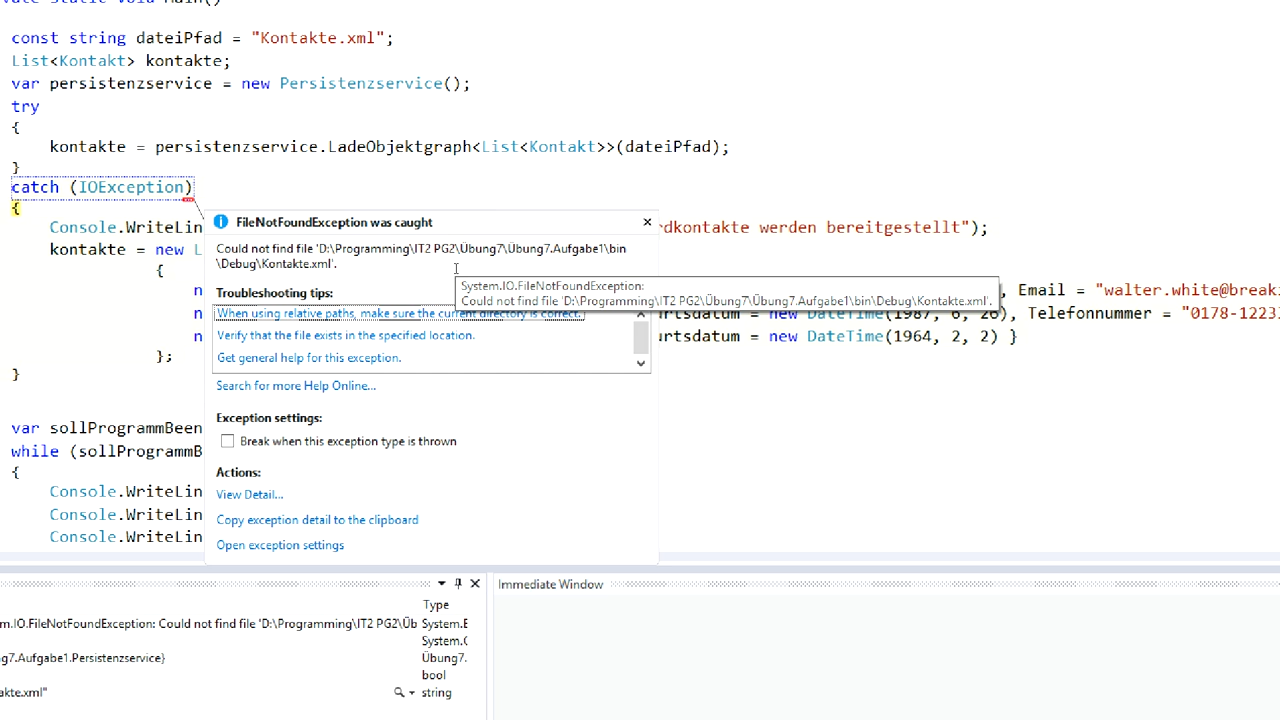 const string dateiPfad = "Kontakte.xml";
List<Kontakt> kontakte;
var persistenzservice = new Persistenzservice();
try
{
kontakte = persistenzservice.LadeObjektgraph<List<Kontakt>>(dateiPfad);
}
catch (IOException)
{
Console.WriteLin
rdkontakte werden bereitgestellt");
kontakte = new L
{
n
, Email = "walter.white@breaki
n
urtsdatum = new DateTime(1987, 6, 26), Telefonnummer = "0178-12231
n
urtsdatum = new DateTime(1964, 2, 2) }
};
}
FileNotFoundException was caught
Could not find file 'D:\Programming\IT2 PG2\Übung7\Übung7.Aufgabe1\bin
\Debug\Kontakte.xml'.
System.IO.FileNotFoundException:
Could not find file 'D:\Programming\IT2 PG2\Übung7\Übung7.Aufgabe1\bin\Debug\Kontakte.xml'.
Troubleshooting tips:
When using relative paths, make sure the current directory is correct.
Verify that the file exists in the specified location.
Get general help for this exception.
Search for more Help Online...
Exception settings:
Break when this exception type is thrown
Actions:
View Detail...
Copy exception detail to the clipboard
Open exception settings
var sollProgrammBeen
while (sollProgrammB
{
Console.WriteLin
Console.WriteLin
Console.WriteLin
Immediate Window
Type
m.IO.FileNotFoundException: Could not find file 'D:\Programming\IT2 PG2\Üb System.E
System.(
ng7.Aufgabe1.Persistenzservice} Übung7.
bool
akte.xml" string